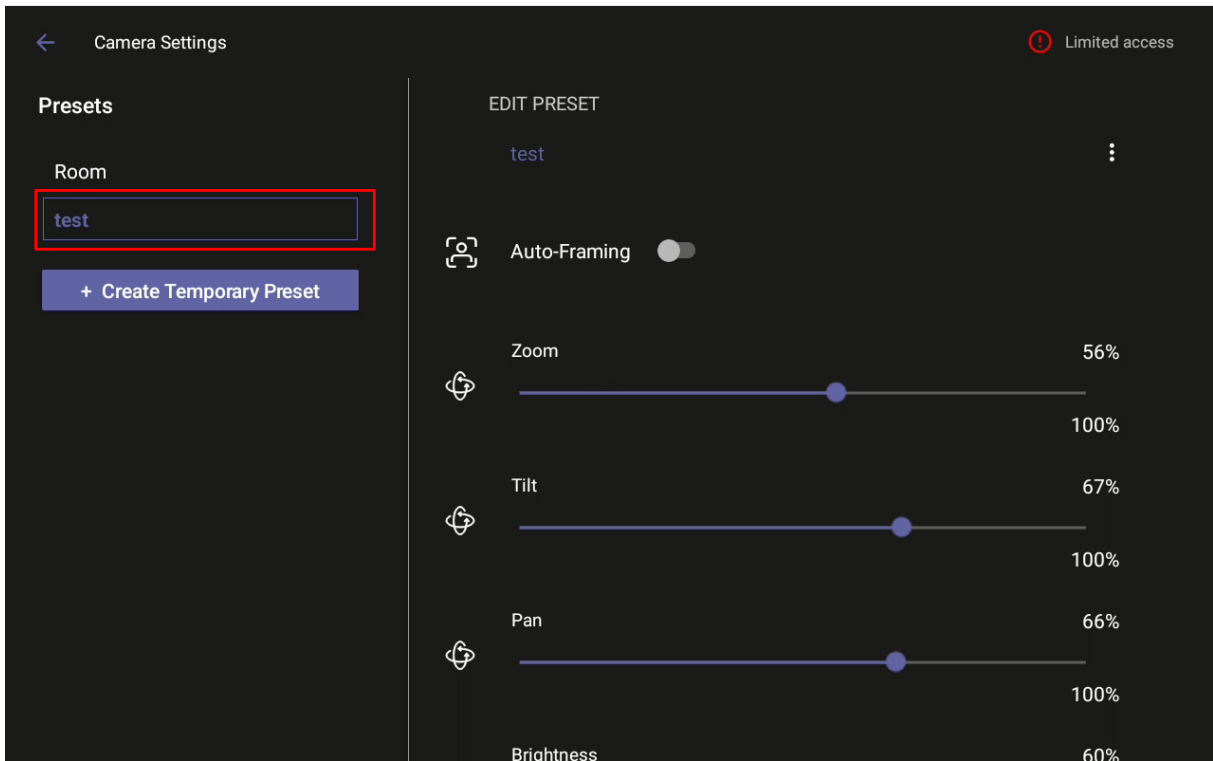 Camera Settings
Limited access
Presets
Room
test
+ Create Temporary Preset
EDIT PRESET
test
Auto-Framing
Zoom 56%
100%
Tilt 67%
100%
Pan 66%
100%
Brightness 60%